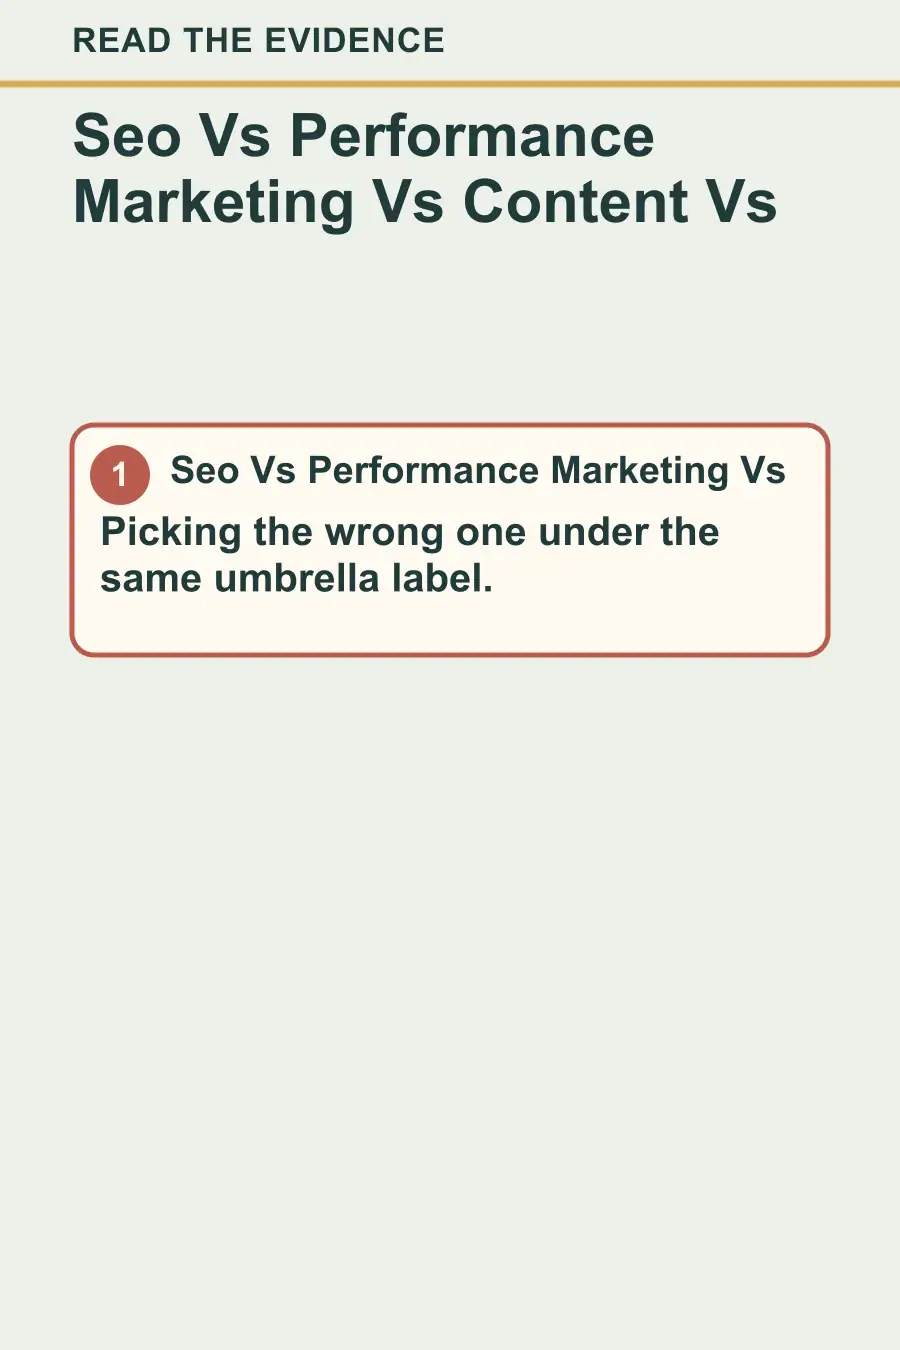 READ THE EVIDENCE
Seo Vs Performance
Marketing Vs Content Vs
1 Seo Vs Performance Marketing Vs
Picking the wrong one under the
same umbrella label.